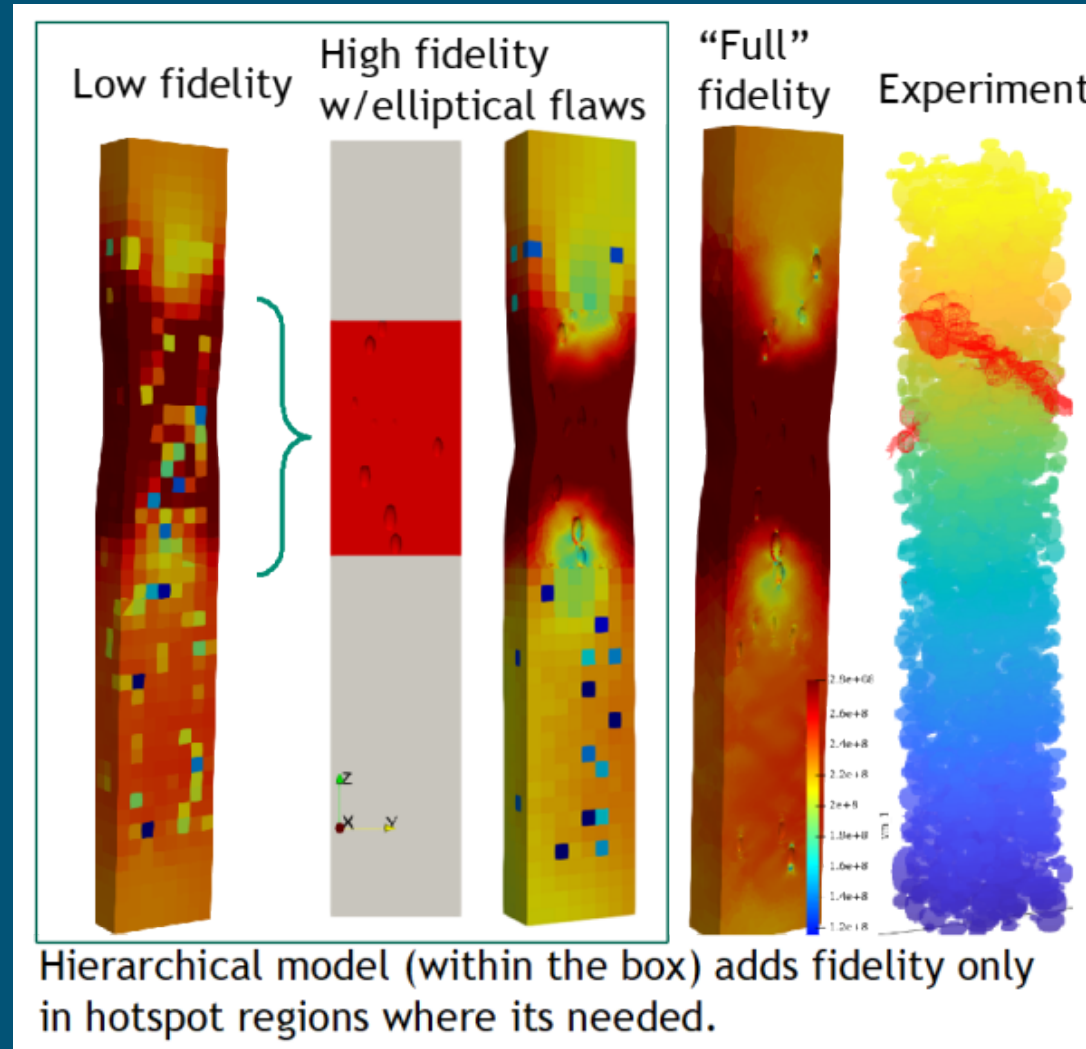 Low fidelity
High fidelity
w/elliptical flaws
“Full”
fidelity
Experiment
Z
X
Y
2.8e+08
2.6e+8
2.4e+8
2.2e+8
2e+8
1.8e+8
1.6e+8
1.4e+8
1.2e+8
Hierarchical model (within the box) adds fidelity only
in hotspot regions where its needed.